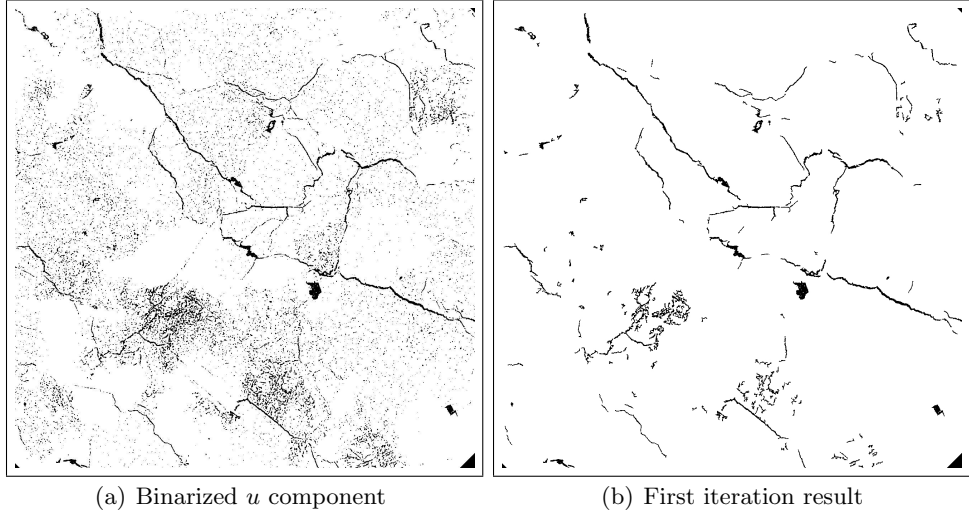 (a) Binarized u component
(b) First iteration result